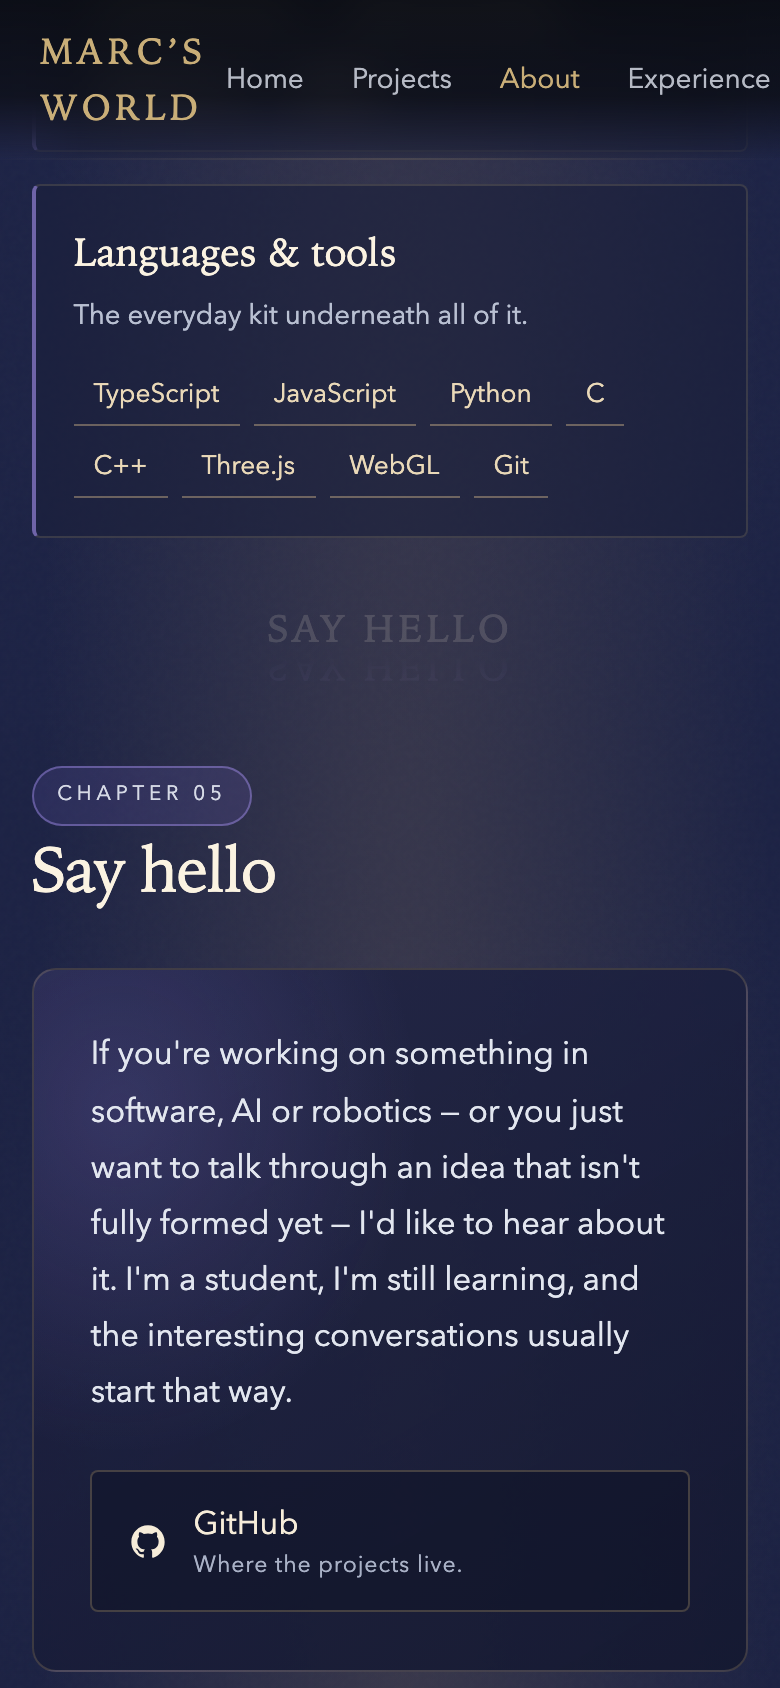 MARC’S
WORLD
Home Projects About Experience
Languages & tools
The everyday kit underneath all of it.
TypeScript JavaScript Python C
C++ Three.js WebGL Git
SAY HELLO
SAY HELLO
CHAPTER 05
Say hello
If you're working on something in
software, AI or robotics – or you just
want to talk through an idea that isn't
fully formed yet – I'd like to hear about
it. I'm a student, I'm still learning, and
the interesting conversations usually
start that way.
GitHub
Where the projects live.